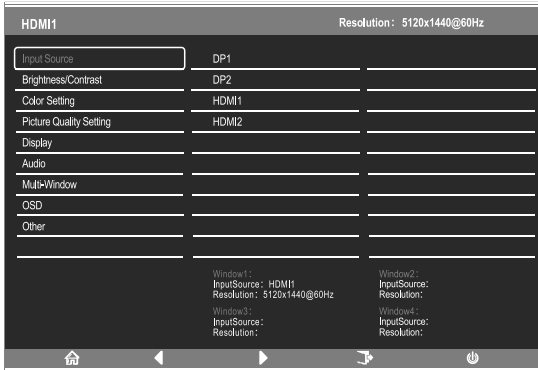 HDMI1 Resolution: 5120x1440@60Hz
Input Source DP1
Brightness/Contrast DP2
Color Setting HDMI1
Picture Quality Setting HDMI2
Display
Audio
Multi-Window
OSD
Other
Window1: Window2:
InputSource: HDMI1 InputSource:
Resolution: 5120x1440@60Hz Resolution:
Window3: Window4:
InputSource: InputSource:
Resolution: Resolution: